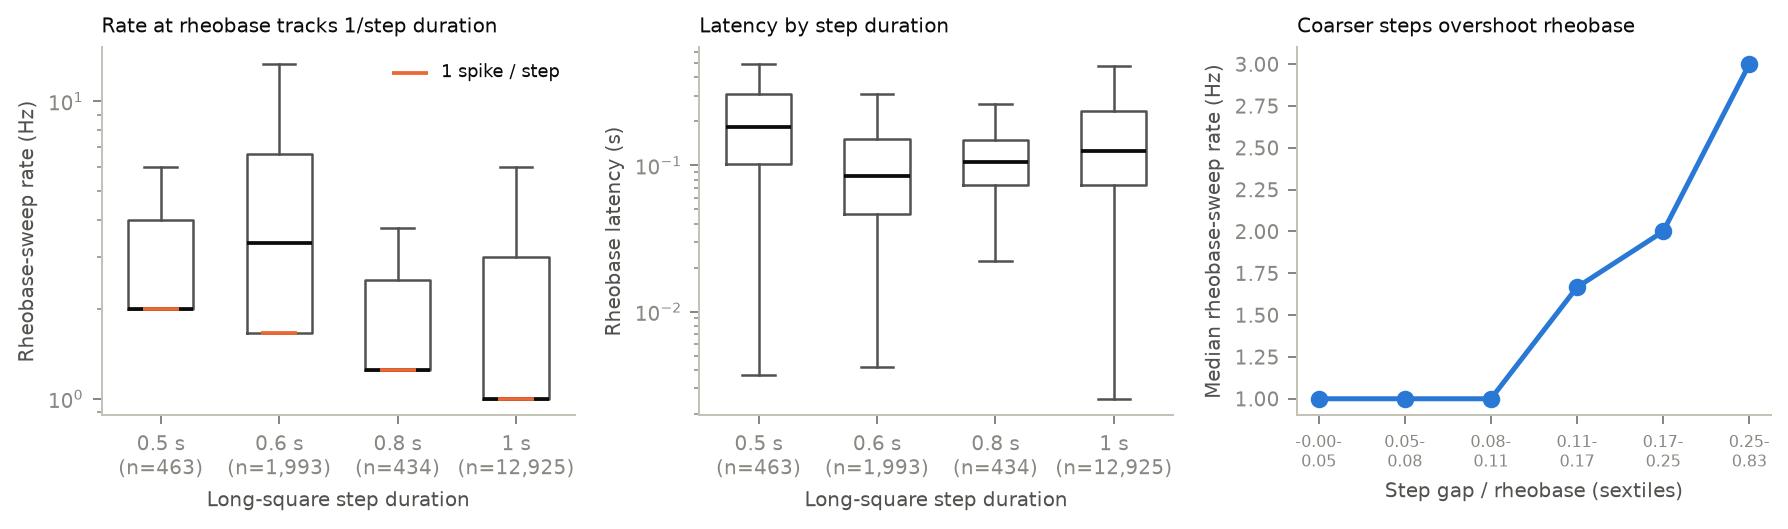 Rate at rheobase tracks 1/step duration
Rheobase-sweep rate (Hz)
10¹
10⁰
1 spike / step
0.5 s
(n=463)
0.6 s
(n=1,993)
0.8 s
(n=434)
1 s
(n=12,925)
Long-square step duration
Latency by step duration
Rheobase latency (s)
10⁻¹
10⁻²
0.5 s
(n=463)
0.6 s
(n=1,993)
0.8 s
(n=434)
1 s
(n=12,925)
Long-square step duration
Coarser steps overshoot rheobase
Median rheobase-sweep rate (Hz)
3.00
2.75
2.50
2.25
2.00
1.75
1.50
1.25
1.00
-0.00-
0.05
0.05-
0.08
0.08-
0.11
0.11-
0.17
0.17-
0.25
0.25-
0.83
Step gap / rheobase (sextiles)